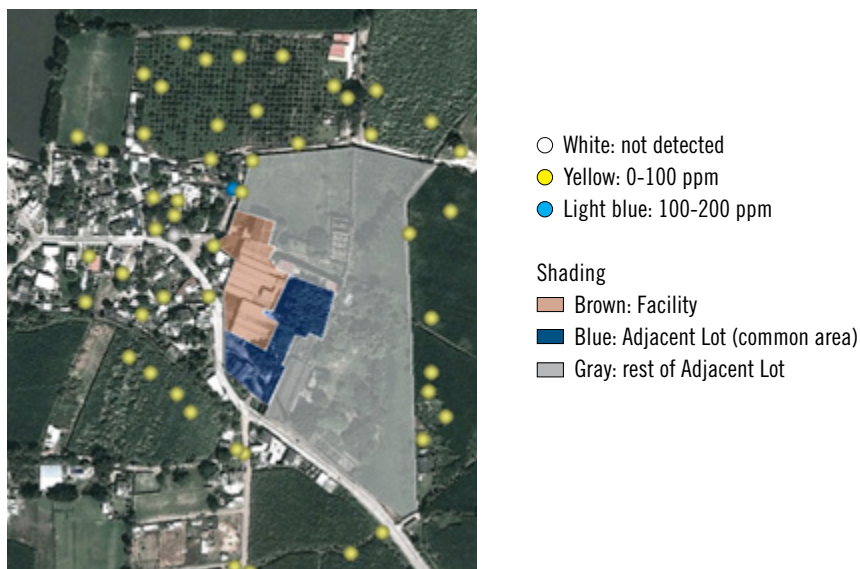 White: not detected
Yellow: 0-100 ppm
Light blue: 100-200 ppm
Shading
Brown: Facility
Blue: Adjacent Lot (common area)
Gray: rest of Adjacent Lot